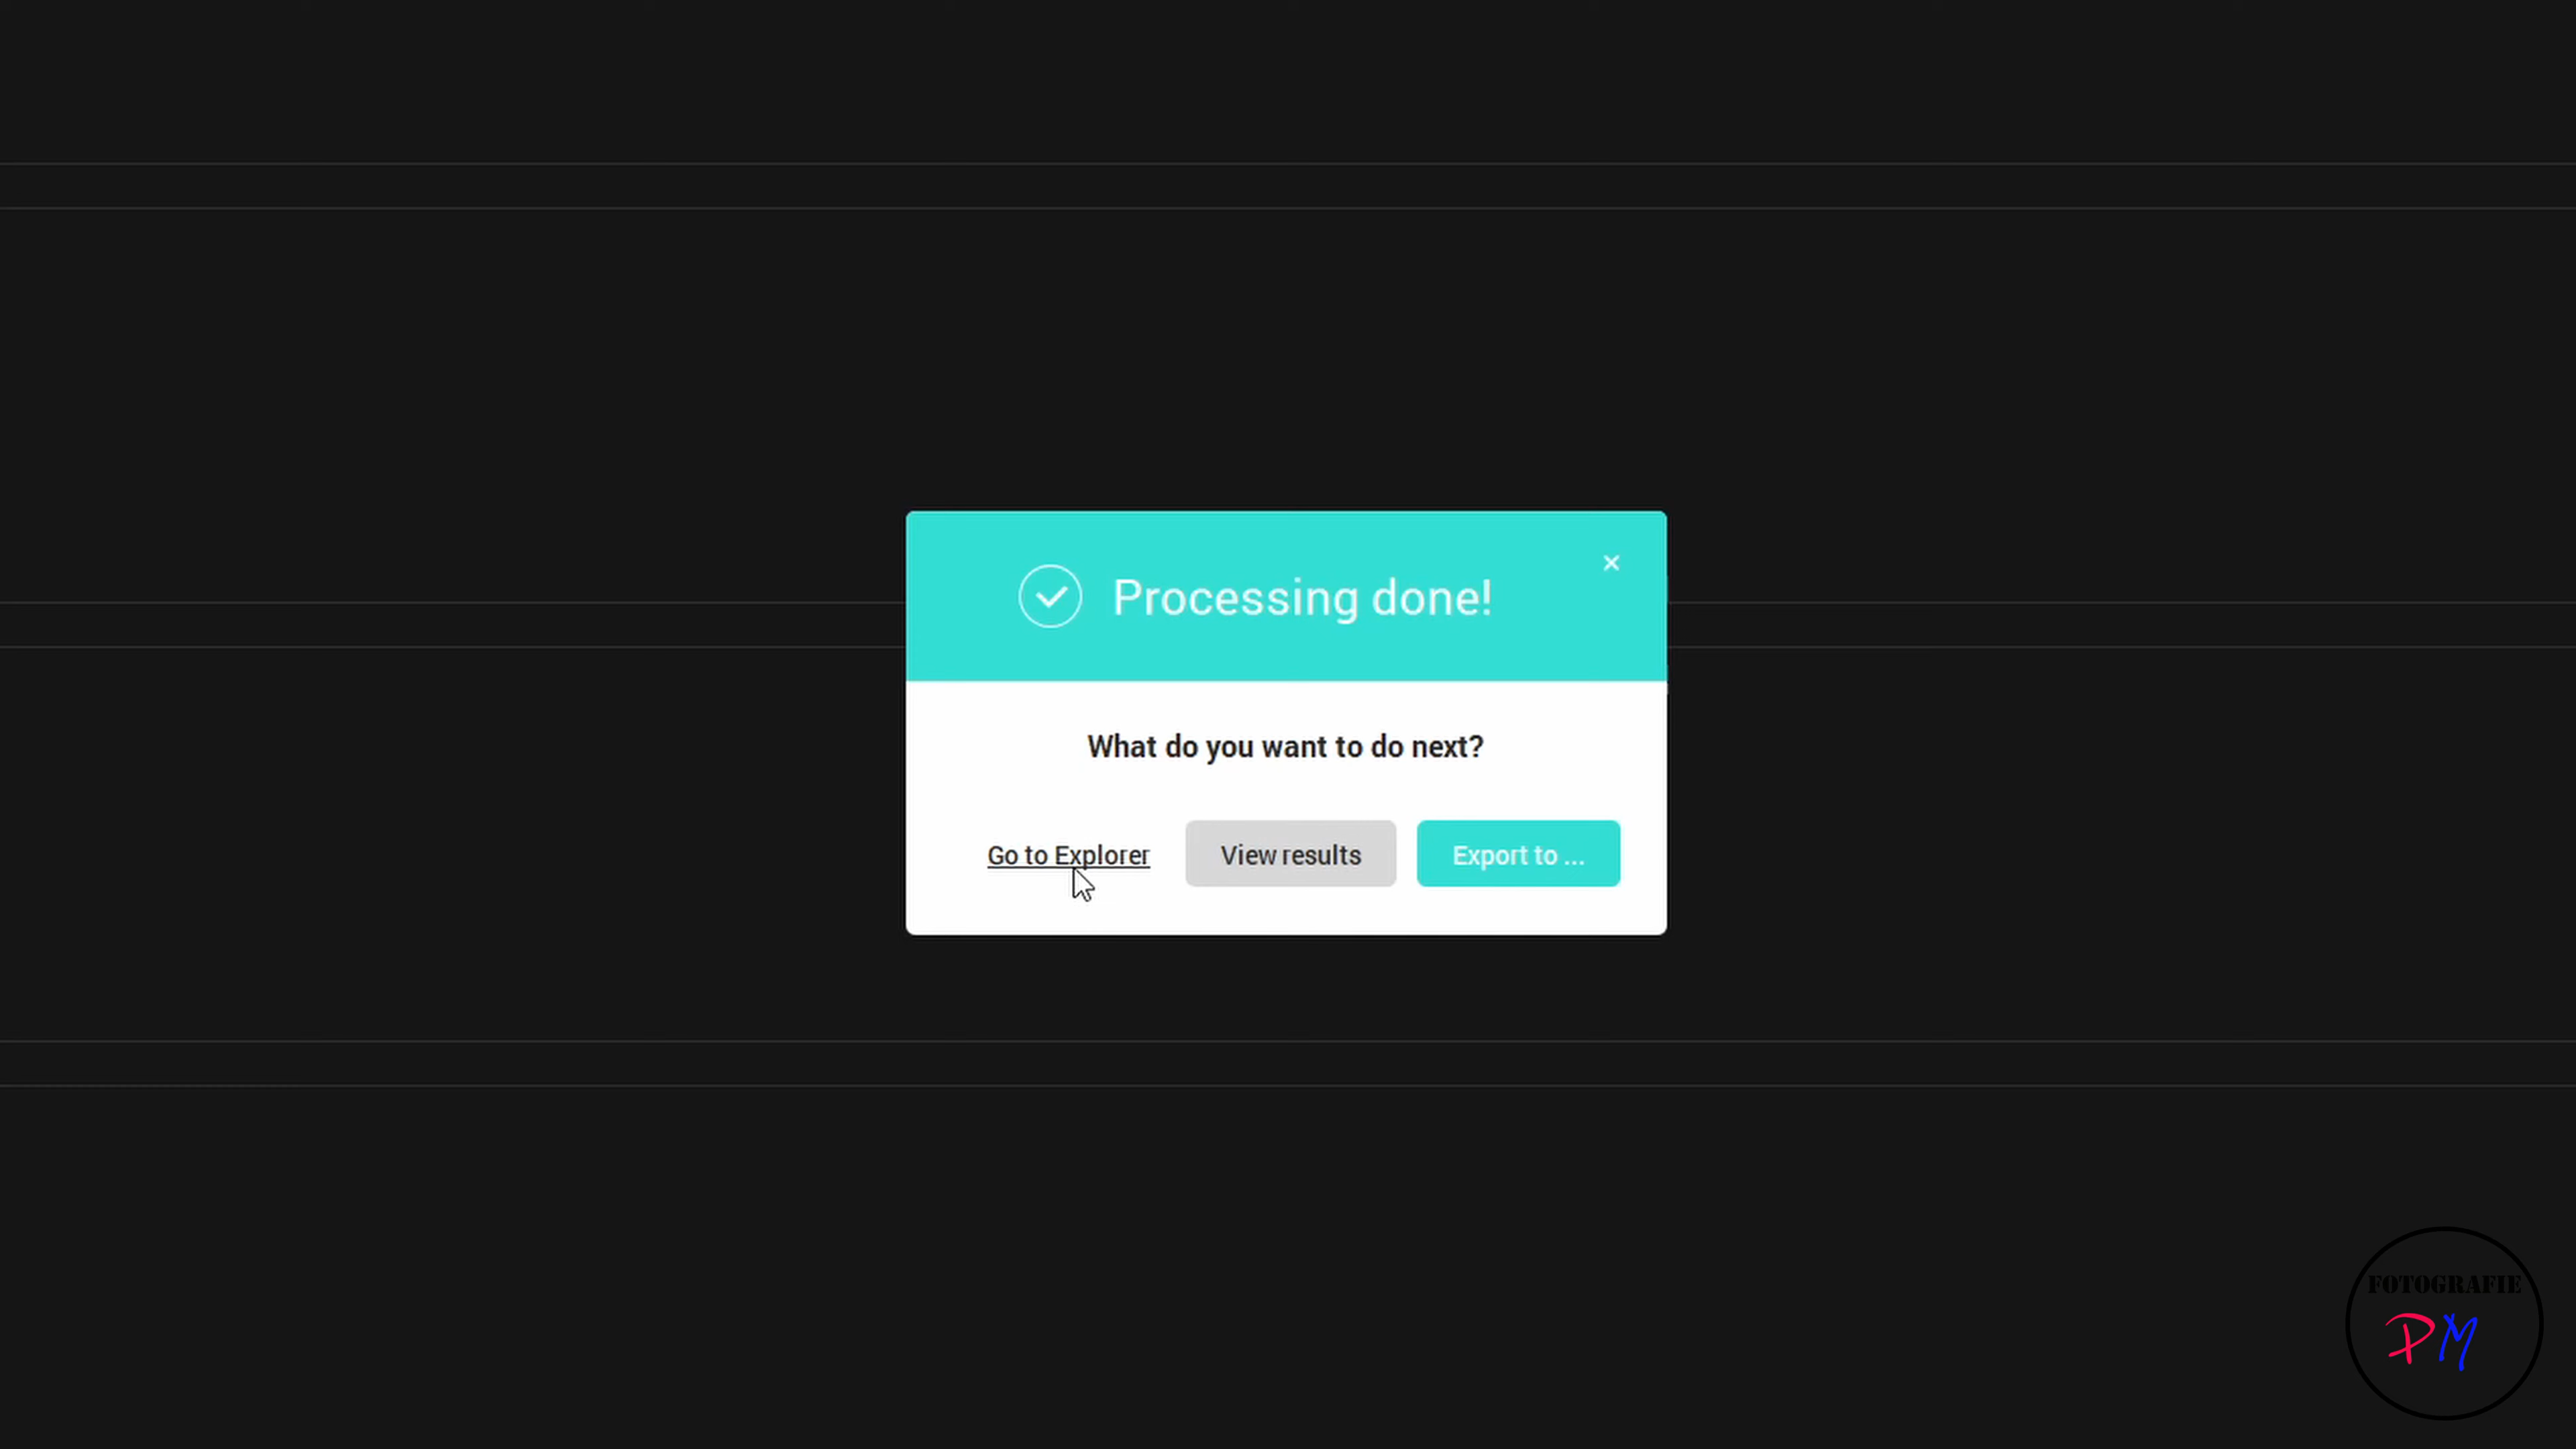 Processing done!
What do you want to do next?
Go to Explorer
View results
Export to ...
FOTOGRAFIE
PM